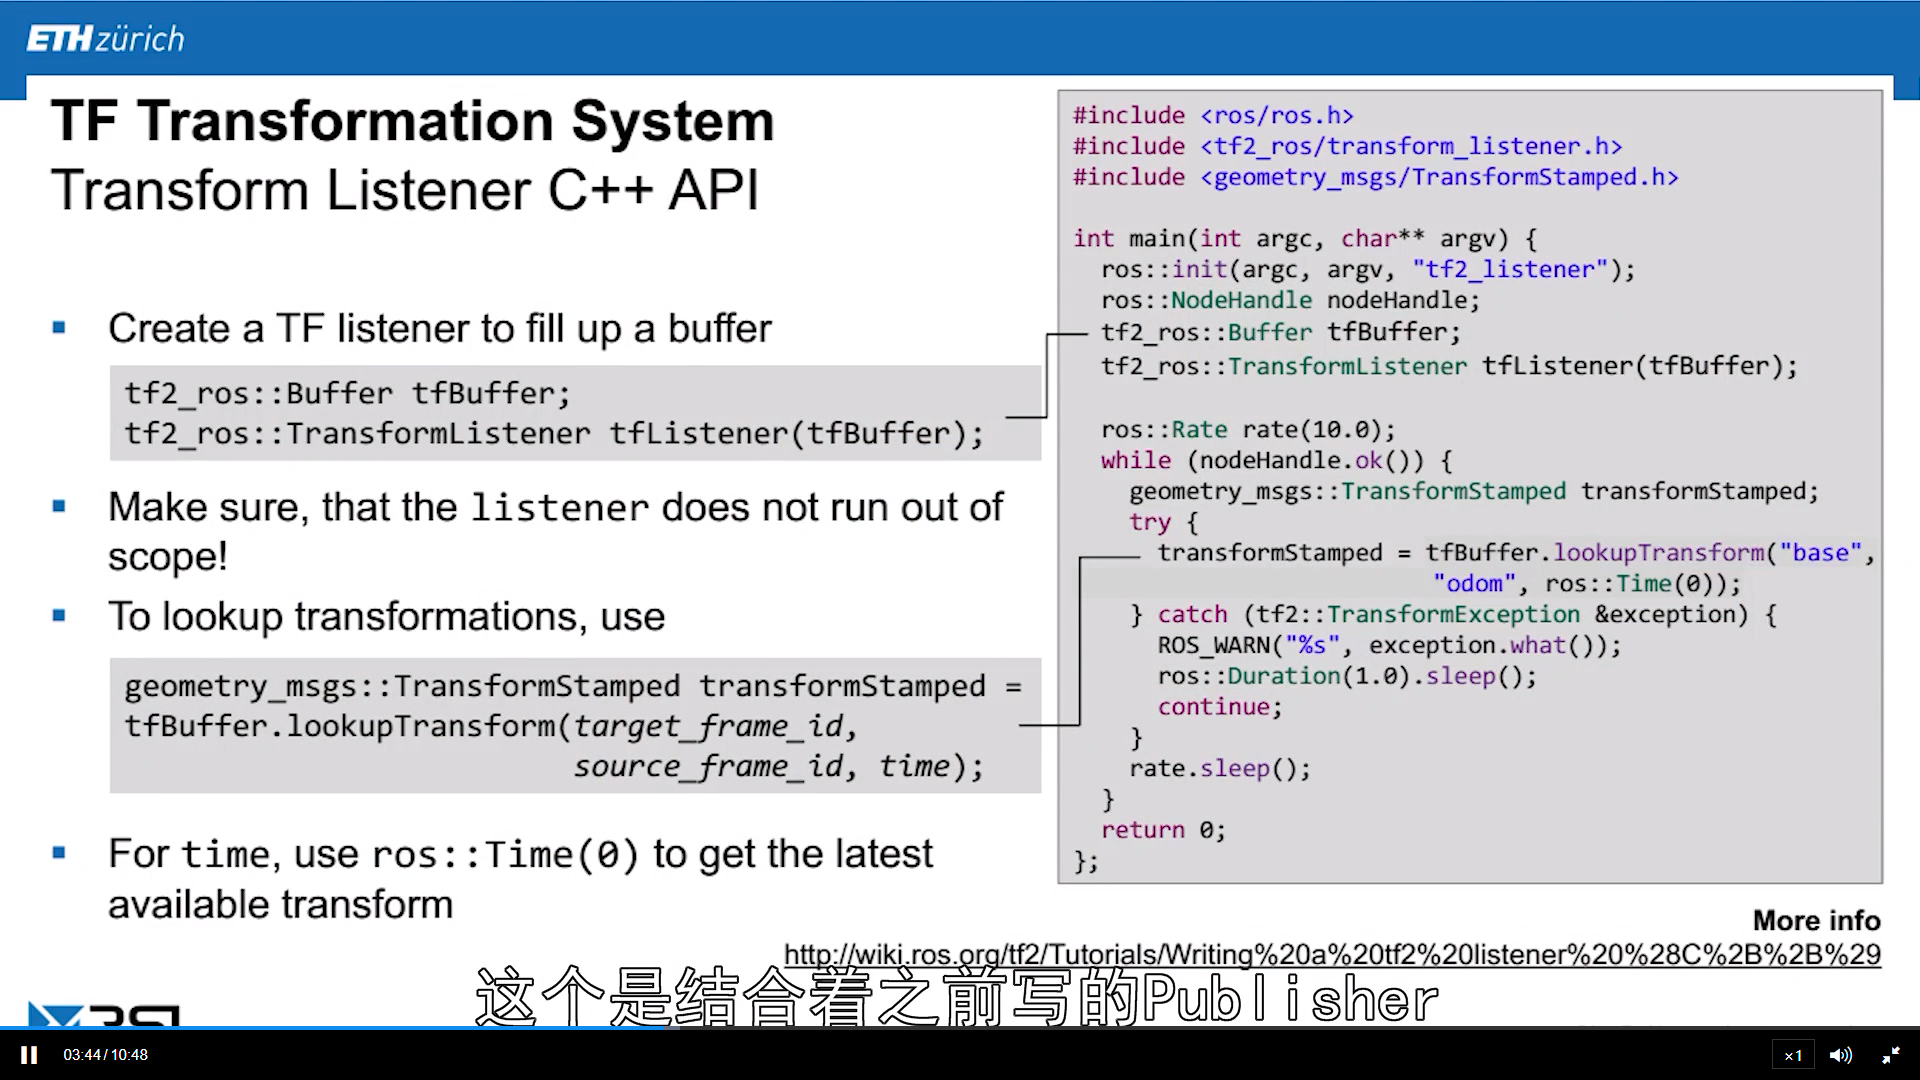 ETH zürich
TF Transformation System
Transform Listener C++ API
▪ Create a TF listener to fill up a buffer
tf2_ros::Buffer tfBuffer;
tf2_ros::TransformListener tfListener(tfBuffer);
▪ Make sure, that the listener does not run out of
scope!
▪ To lookup transformations, use
geometry_msgs::TransformStamped transformStamped =
tfBuffer.lookupTransform(target_frame_id,
source_frame_id, time);
▪ For time, use ros::Time(0) to get the latest
available transform
#include <ros/ros.h>
#include <tf2_ros/transform_listener.h>
#include <geometry_msgs/TransformStamped.h>
int main(int argc, char** argv) {
ros::init(argc, argv, "tf2_listener");
ros::NodeHandle nodeHandle;
tf2_ros::Buffer tfBuffer;
tf2_ros::TransformListener tfListener(tfBuffer);
ros::Rate rate(10.0);
while (nodeHandle.ok()) {
geometry_msgs::TransformStamped transformStamped;
try {
transformStamped = tfBuffer.lookupTransform("base",
"odom", ros::Time(0));
} catch (tf2::TransformException &exception) {
ROS_WARN("%s", exception.what());
ros::Duration(1.0).sleep();
continue;
}
rate.sleep();
}
return 0;
};
More info
http://wiki.ros.org/tf2/Tutorials/Writing%20a%20tf2%20listener%20%28C%2B%2B%29
这个是结合着之前写的Publisher
03:44/10:48
×1